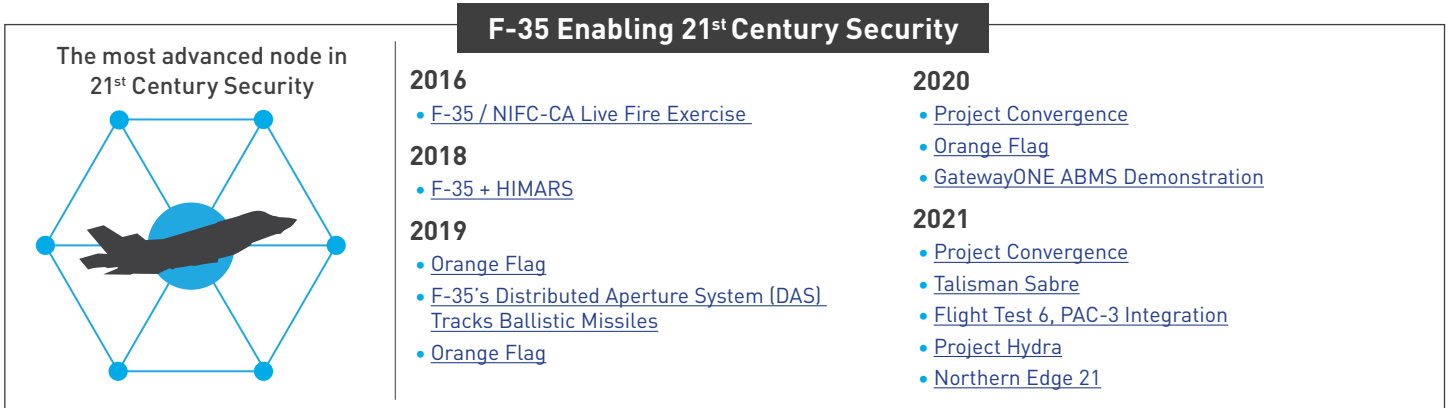 F-35 Enabling 21st Century Security
The most advanced node in
21st Century Security
2016
• F-35 / NIFC-CA Live Fire Exercise
2018
• F-35 + HIMARS
2019
• Orange Flag
• F-35's Distributed Aperture System (DAS)
Tracks Ballistic Missiles
• Orange Flag
2020
• Project Convergence
• Orange Flag
• GatewayONE ABMS Demonstration
2021
• Project Convergence
• Talisman Sabre
• Flight Test 6, PAC-3 Integration
• Project Hydra
• Northern Edge 21